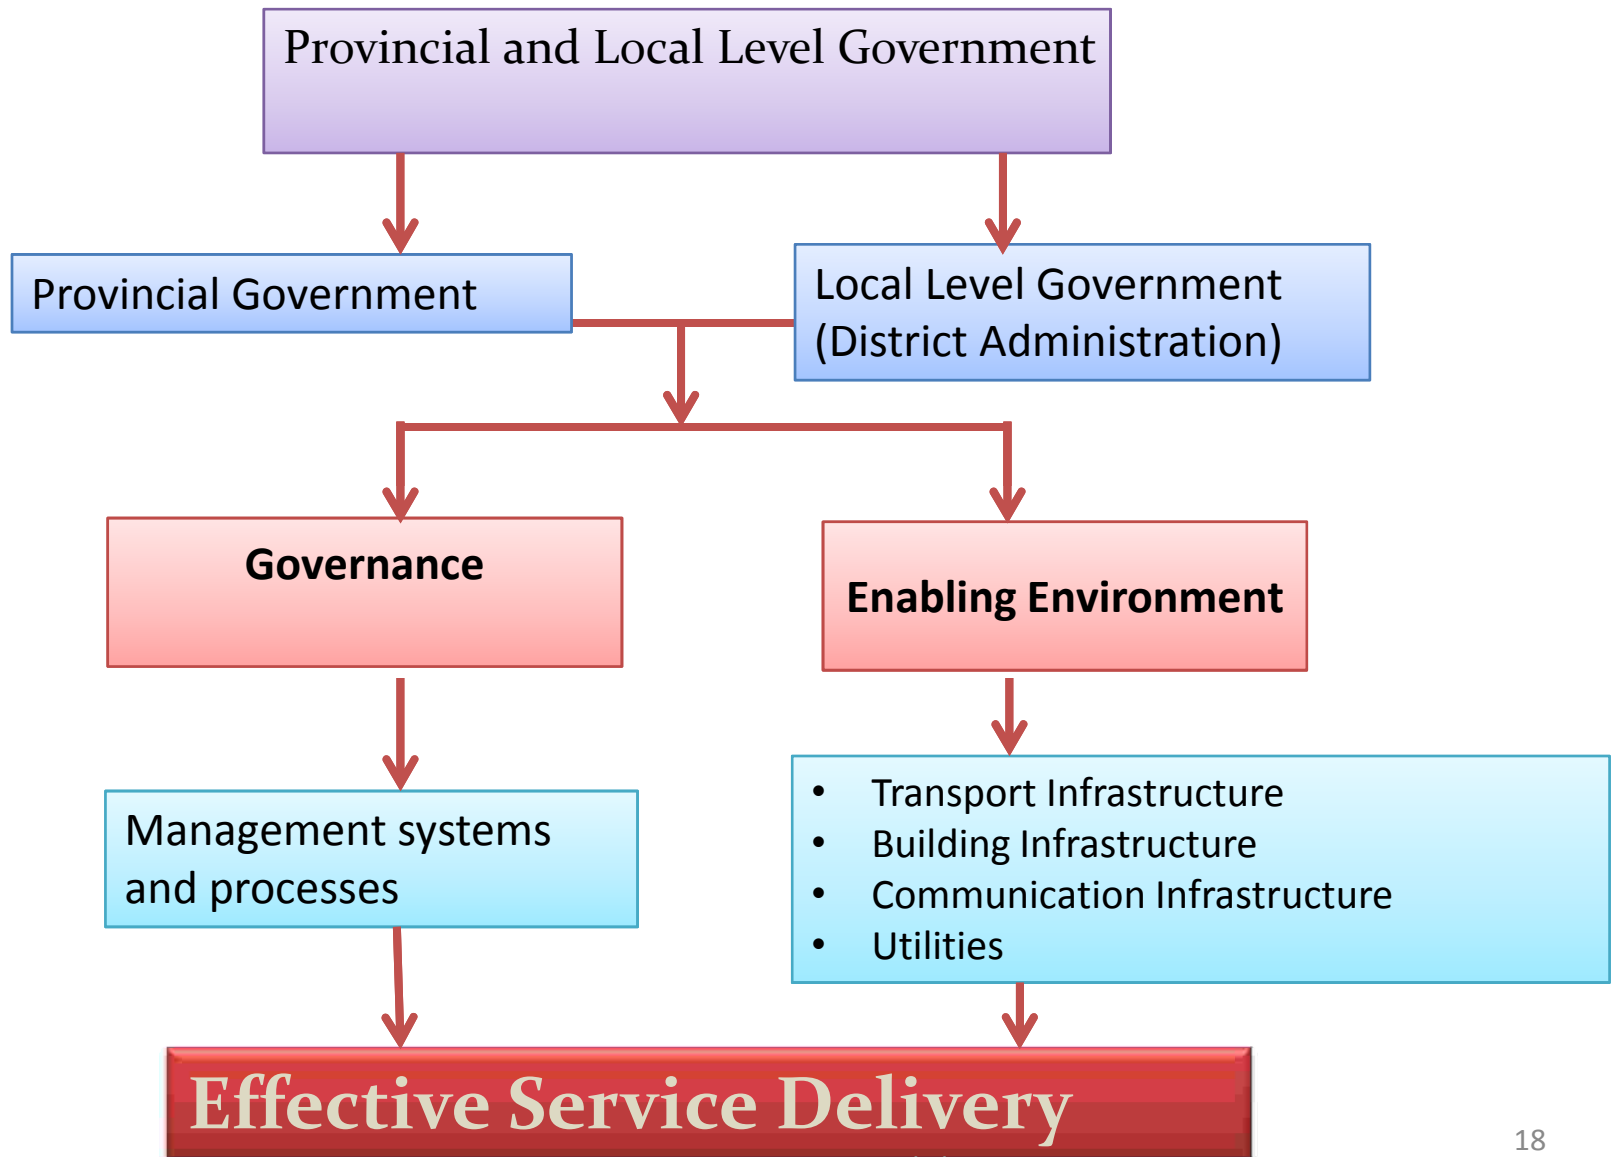 Provincial and Local Level Government
Provincial Government
Local Level Government
(District Administration)
Governance
Enabling Environment
Management systems
and processes
• Transport Infrastructure
• Building Infrastructure
• Communication Infrastructure
• Utilities
Effective Service Delivery
18